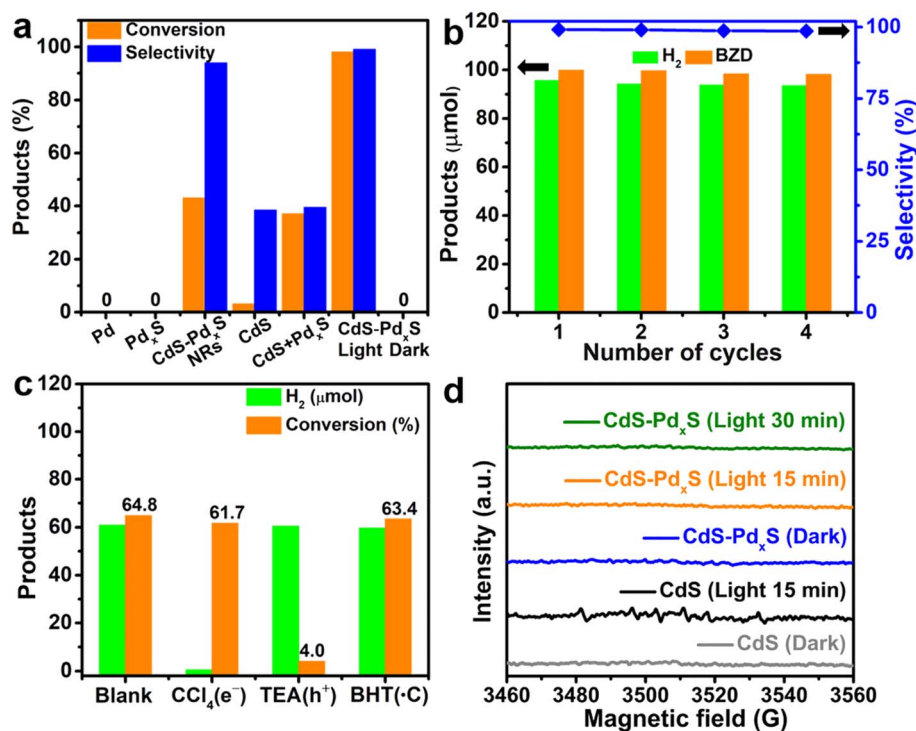 a
Conversion
Selectivity
Products (%)
100
80
60
40
20
0
0
0
0
Pd
PdₓS
CdS-PdₓS
NRs
CdS
CdS+PdₓS
CdS-PdₓS
Light Dark
b
H₂
BZD
Products (μmol)
120
100
80
60
40
20
0
100
75
50
25
0
Selectivity (%)
1
2
3
4
Number of cycles
c
H₂ (μmol)
Conversion (%)
Products
120
100
80
60
40
20
0
64.8
61.7
4.0
63.4
Blank
CCl₄(e⁻)
TEA(h⁺)
BHT(·C)
d
Intensity (a.u.)
CdS-PdₓS (Light 30 min)
CdS-PdₓS (Light 15 min)
CdS-PdₓS (Dark)
CdS (Light 15 min)
CdS (Dark)
3460
3480
3500
3520
3540
3560
Magnetic field (G)